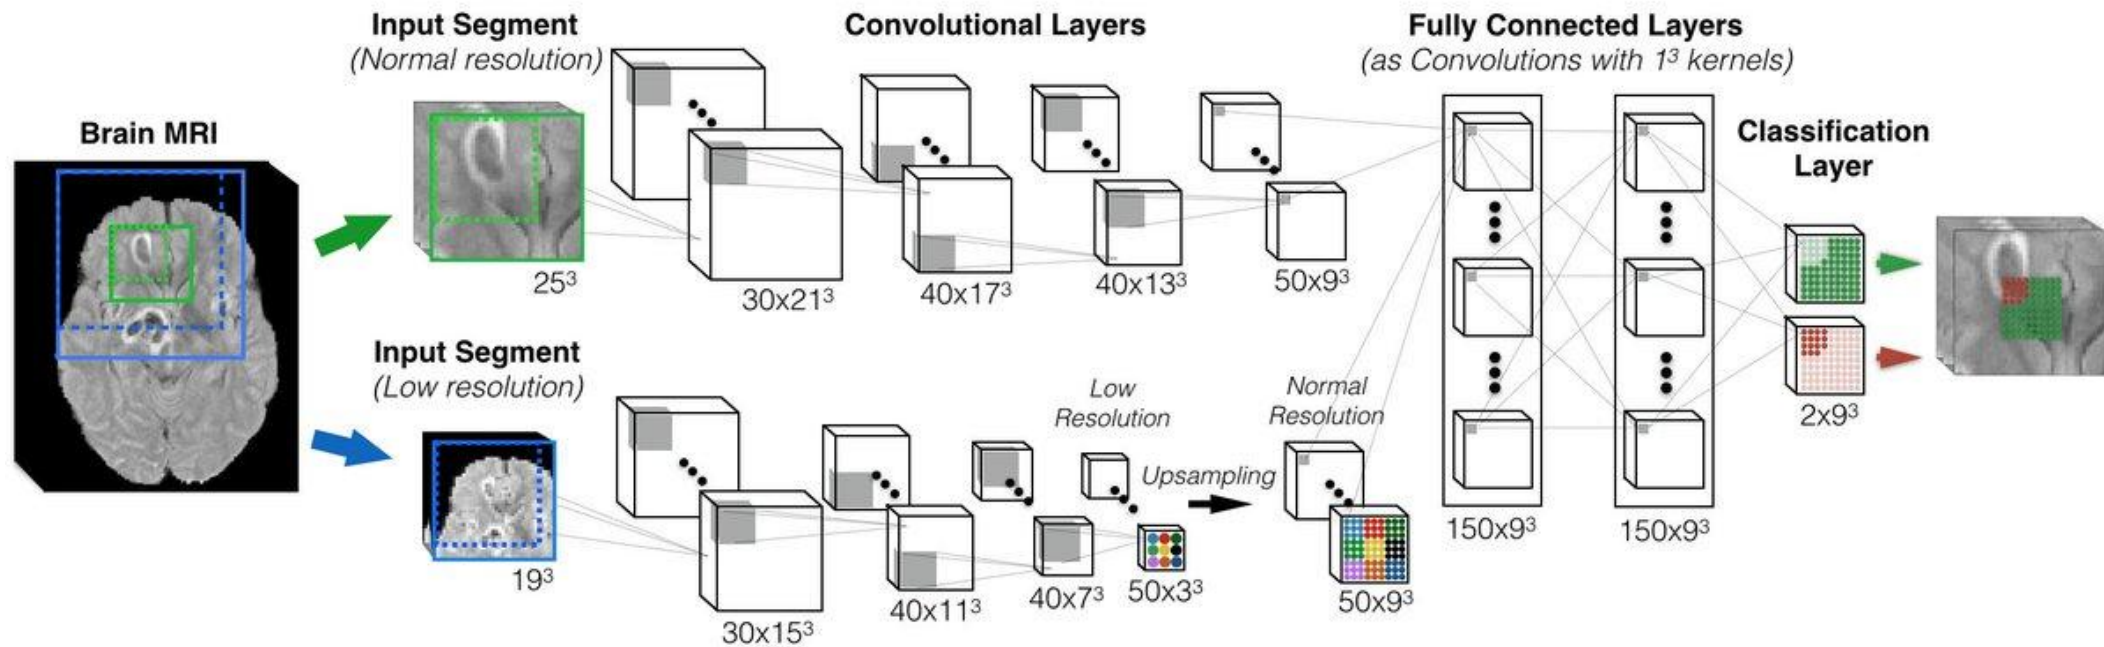 Brain MRI
Input Segment
(Normal resolution)
25³
Convolutional Layers
30x21³
40x17³
40x13³
50x9³
Fully Connected Layers
(as Convolutions with 1³ kernels)
Classification
Layer
Input Segment
(Low resolution)
19³
30x15³
40x11³
40x7³
Low
Resolution
50x3³
Upsampling
Normal
Resolution
50x9³
150x9³
150x9³
2x9³